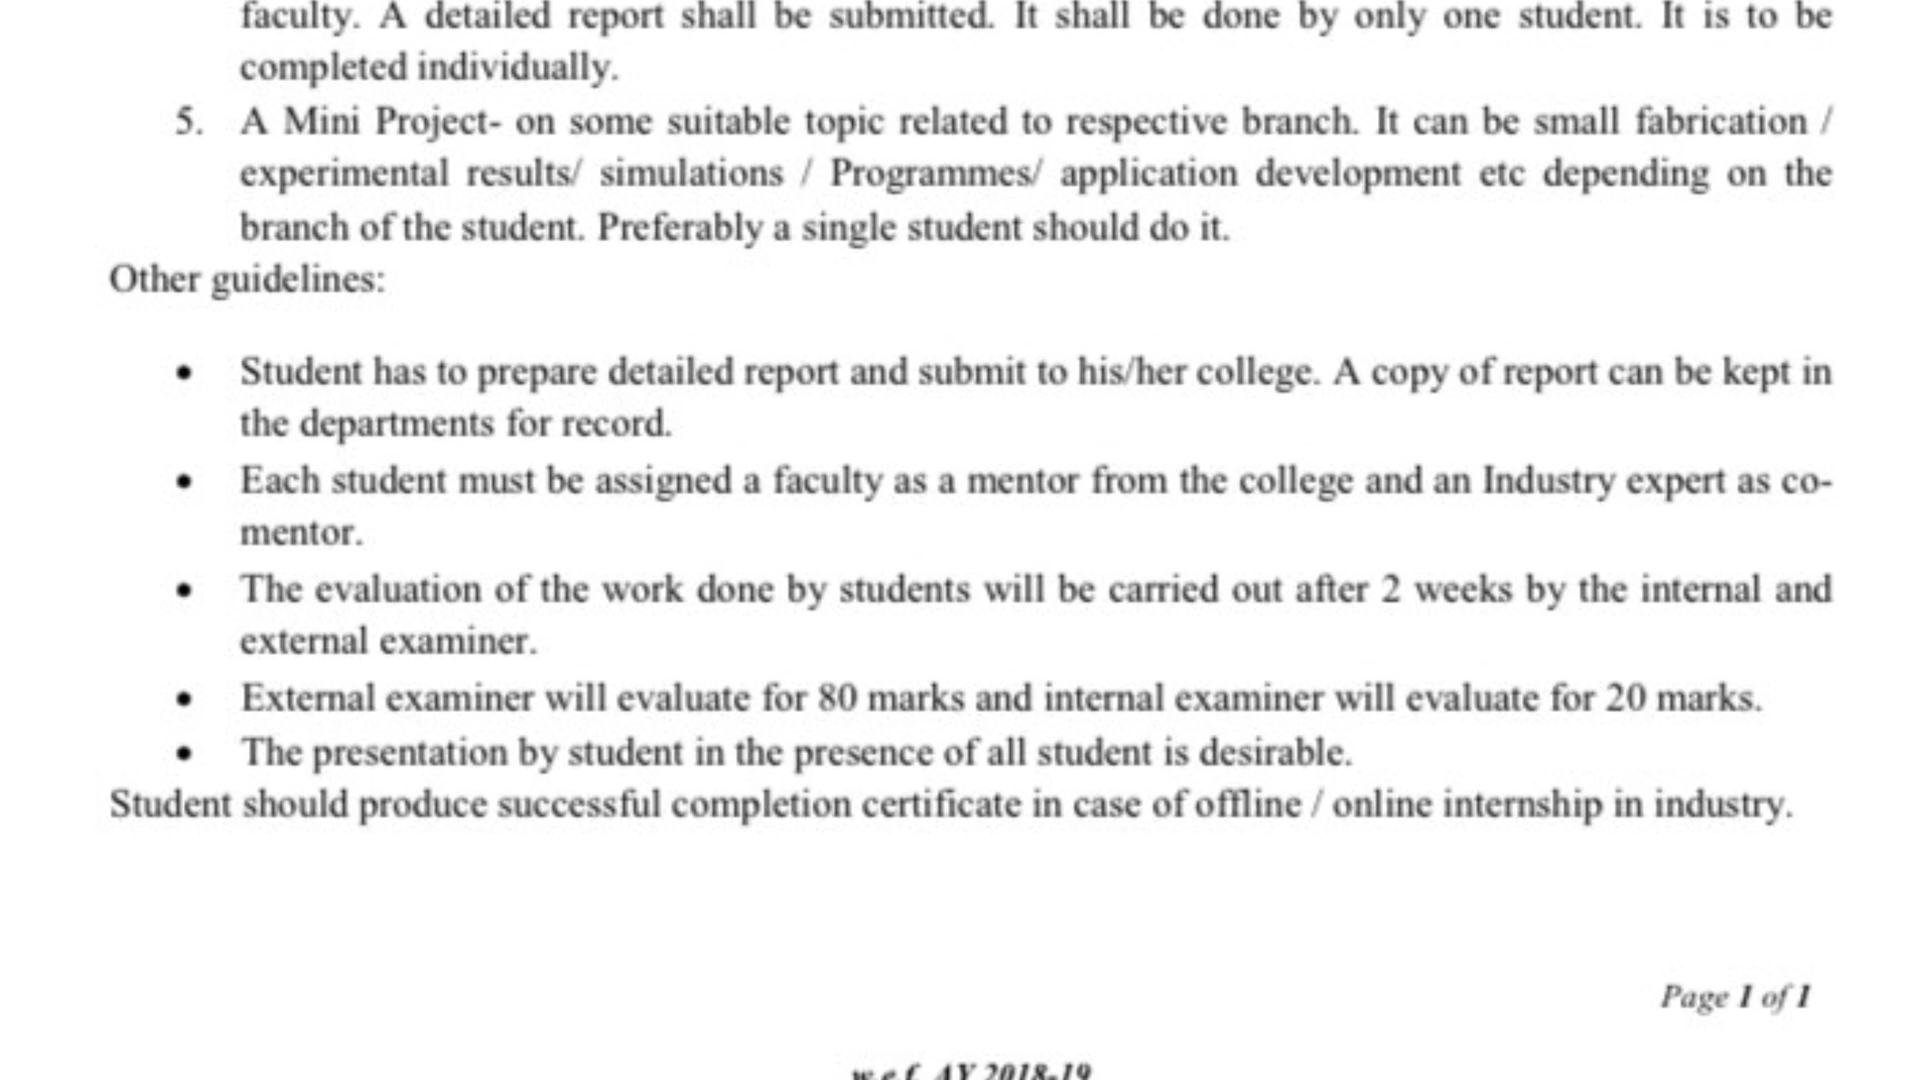 faculty. A detailed report shall be submitted. It shall be done by only one student. It is to be
completed individually.
5. A Mini Project- on some suitable topic related to respective branch. It can be small fabrication /
experimental results/ simulations / Programmes/ application development etc depending on the
branch of the student. Preferably a single student should do it.
Other guidelines:
• Student has to prepare detailed report and submit to his/her college. A copy of report can be kept in
the departments for record.
• Each student must be assigned a faculty as a mentor from the college and an Industry expert as co-
mentor.
• The evaluation of the work done by students will be carried out after 2 weeks by the internal and
external examiner.
• External examiner will evaluate for 80 marks and internal examiner will evaluate for 20 marks.
• The presentation by student in the presence of all student is desirable.
Student should produce successful completion certificate in case of offline / online internship in industry.
Page 1 of 1
w.e.f. AY 2018-19